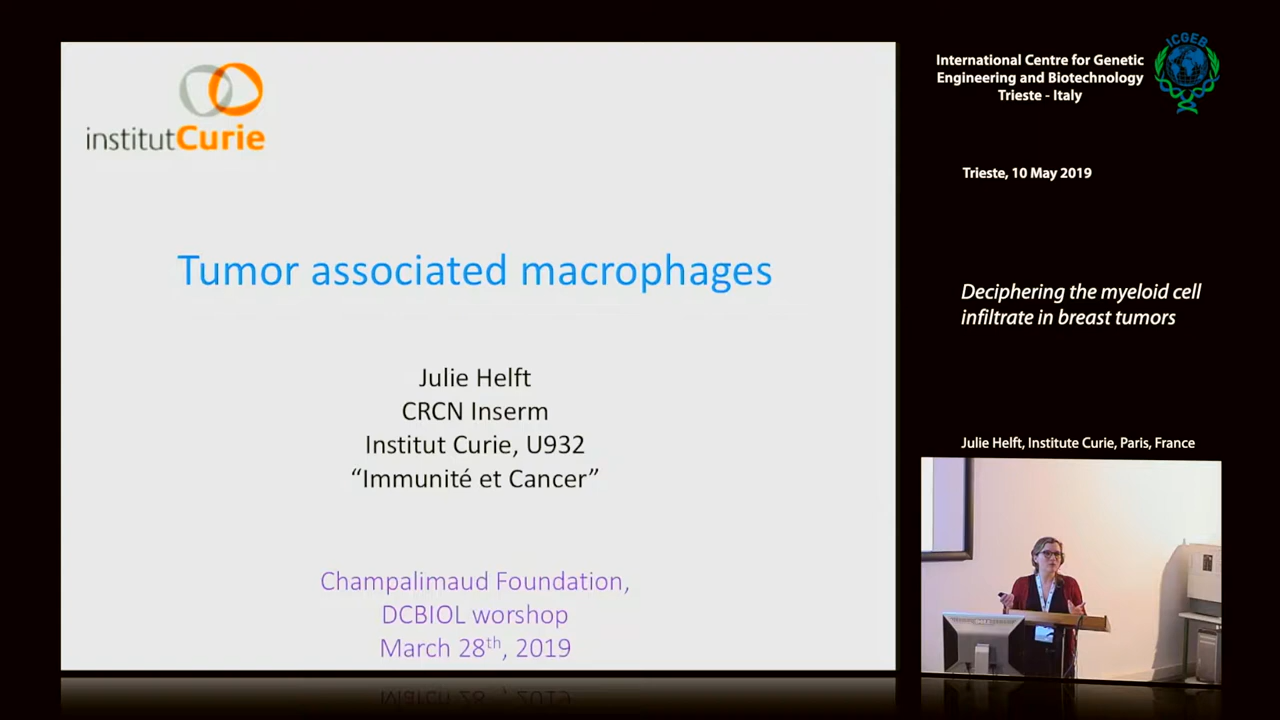 institutCurie
Tumor associated macrophages
Julie Helft
CRCN Inserm
Institut Curie, U932
“Immunité et Cancer”
Champalimaud Foundation,
DCBIOL worshop
March 28th, 2019
International Centre for Genetic
Engineering and Biotechnology
Trieste - Italy
ICGEB
Trieste, 10 May 2019
Deciphering the myeloid cell
infiltrate in breast tumors
Julie Helft, Institute Curie, Paris, France
DELL